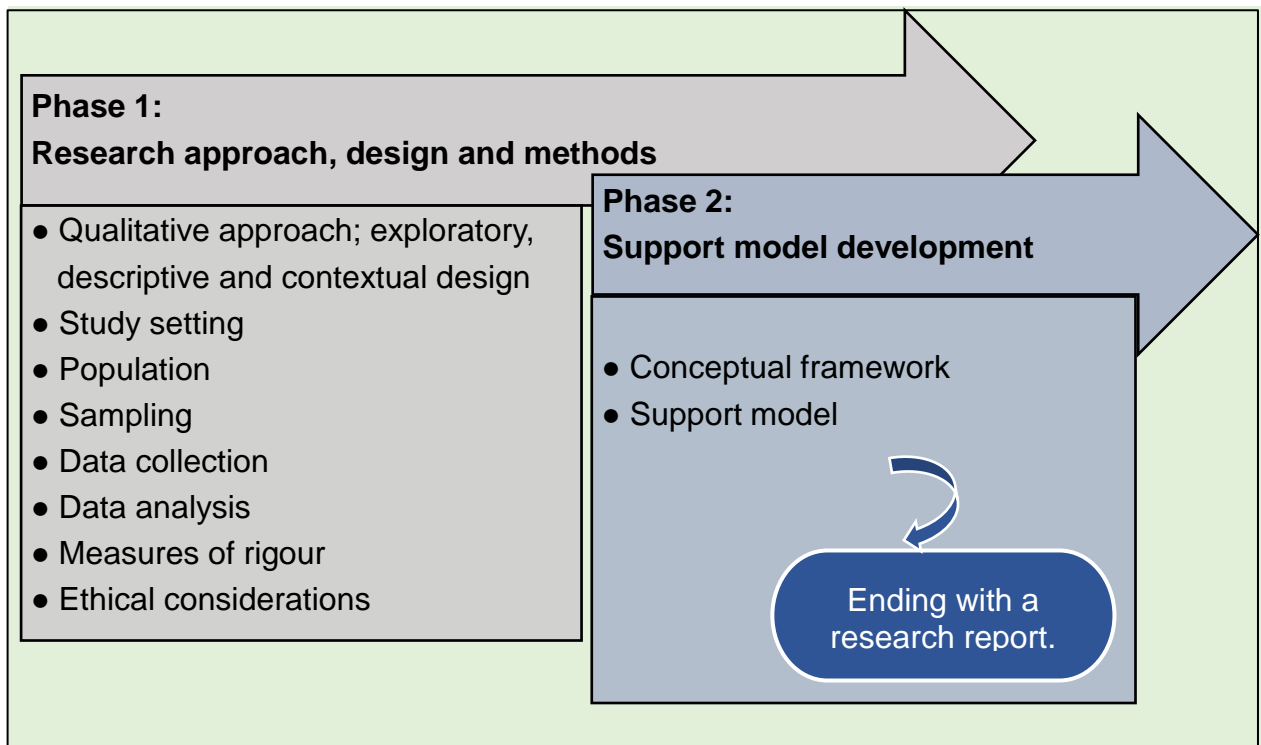 Phase 1:
Research approach, design and methods
● Qualitative approach; exploratory,
descriptive and contextual design
● Study setting
● Population
● Sampling
● Data collection
● Data analysis
● Measures of rigour
● Ethical considerations
Phase 2:
Support model development
● Conceptual framework
● Support model
Ending with a
research report.